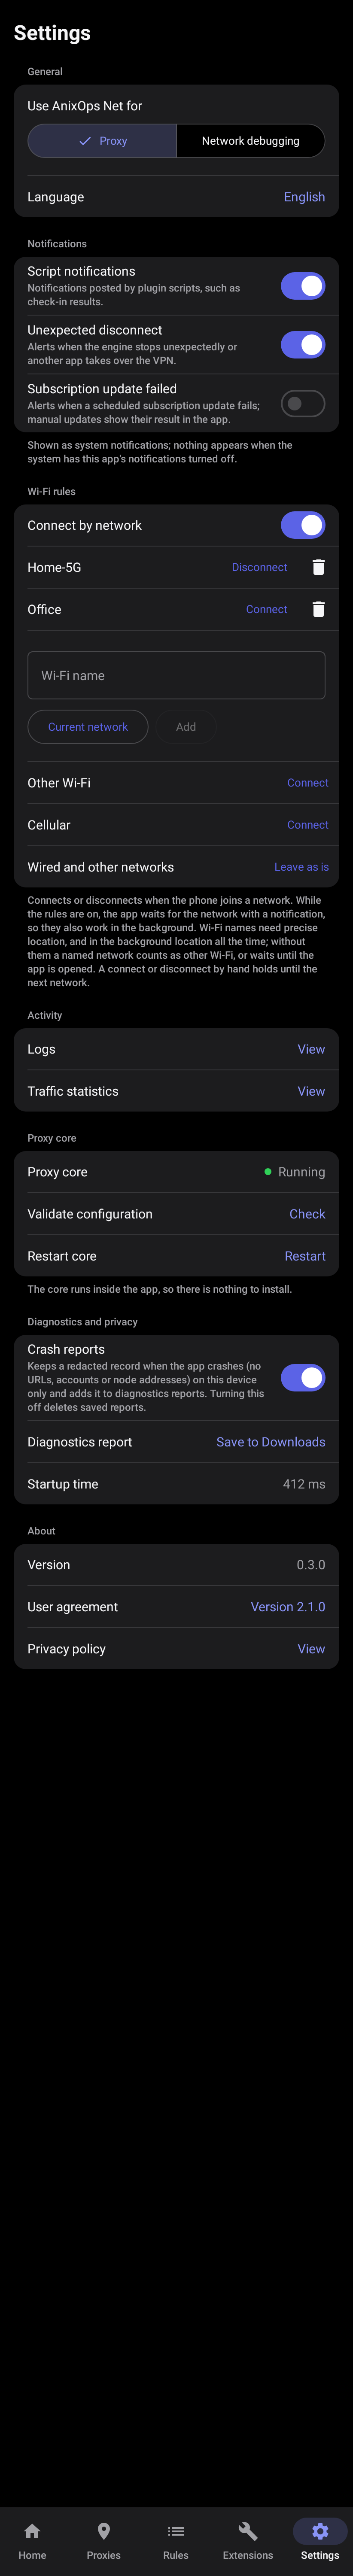 Settings
General
Use AnixOps Net for
Proxy
Network debugging
Language
English
Notifications
Script notifications
Notifications posted by plugin scripts, such as
check-in results.
Unexpected disconnect
Alerts when the engine stops unexpectedly or
another app takes over the VPN.
Subscription update failed
Alerts when a scheduled subscription update fails;
manual updates show their result in the app.
Shown as system notifications; nothing appears when the
system has this app's notifications turned off.
Wi-Fi rules
Connect by network
Home-5G
Disconnect
Office
Connect
Wi-Fi name
Current network
Add
Other Wi-Fi
Connect
Cellular
Connect
Wired and other networks
Leave as is
Connects or disconnects when the phone joins a network. While
the rules are on, the app waits for the network with a notification,
so they also work in the background. Wi-Fi names need precise
location, and in the background location all the time; without
them a named network counts as other Wi-Fi, or waits until the
app is opened. A connect or disconnect by hand holds until the
next network.
Activity
Logs
View
Traffic statistics
View
Proxy core
Proxy core
Running
Validate configuration
Check
Restart core
Restart
The core runs inside the app, so there is nothing to install.
Diagnostics and privacy
Crash reports
Keeps a redacted record when the app crashes (no
URLs, accounts or node addresses) on this device
only and adds it to diagnostics reports. Turning this
off deletes saved reports.
Diagnostics report
Save to Downloads
Startup time
412 ms
About
Version
0.3.0
User agreement
Version 2.1.0
Privacy policy
View
Home
Proxies
Rules
Extensions
Settings